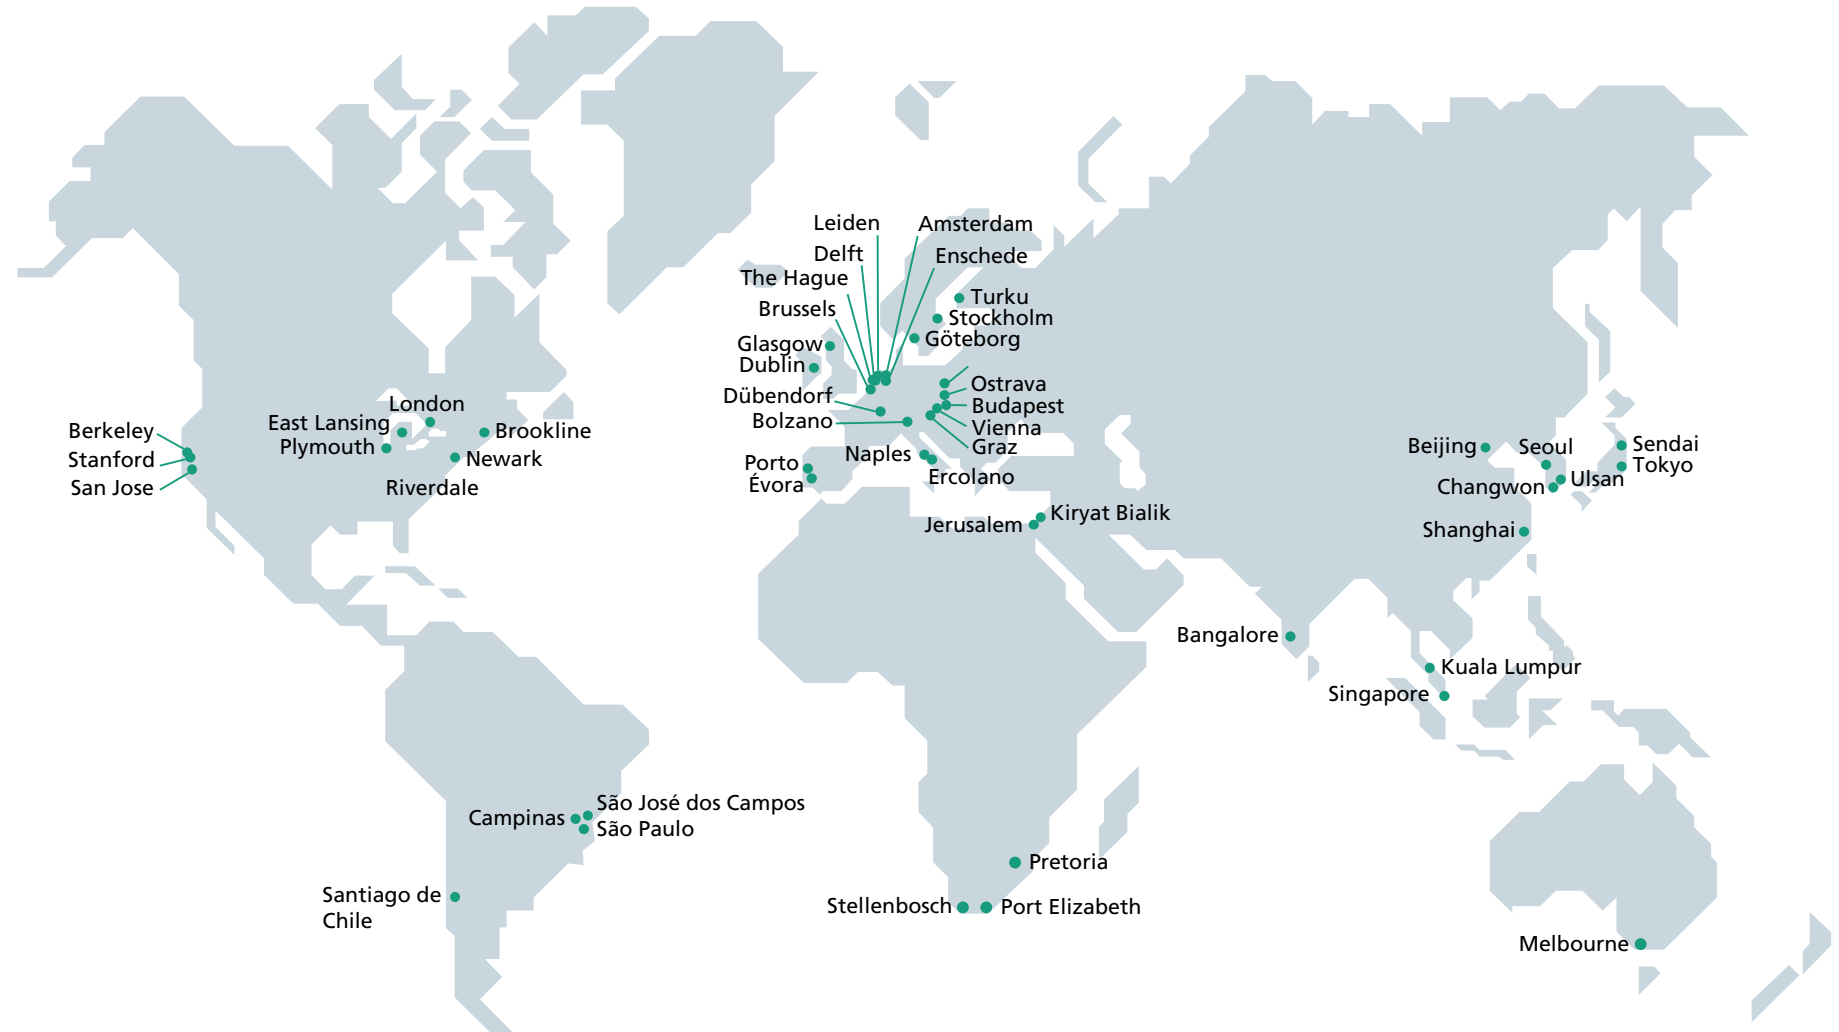 Leiden
Amsterdam
Delft
Enschede
The Hague
Brussels
Turku
Stockholm
Göteborg
Glasgow
Dublin
Dübendorf
Bolzano
Ostrava
Budapest
Vienna
Graz
Naples
Ercolano
Porto
Évora
London
East Lansing
Plymouth
Brookline
Newark
Riverdale
Berkeley
Stanford
San Jose
Jerusalem
Kiryat Bialik
Beijing
Seoul
Sendai
Tokyo
Changwon
Ulsan
Shanghai
Bangalore
Kuala Lumpur
Singapore
Campinas
São José dos Campos
São Paulo
Santiago de
Chile
Pretoria
Stellenbosch
Port Elizabeth
Melbourne